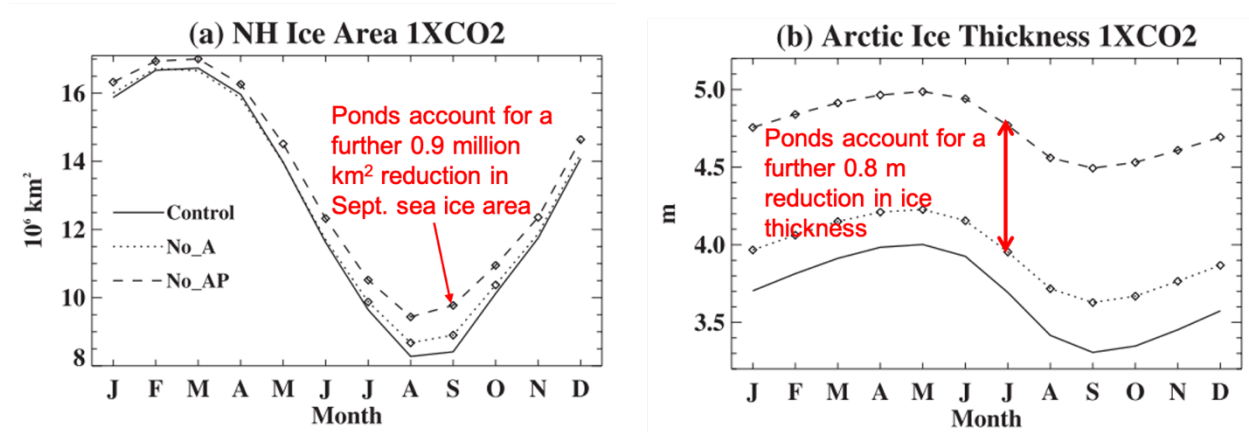 (a) NH Ice Area 1XCO2
16
14
12
10
8
10⁶ km²
Ponds account for a
further 0.9 million
km² reduction in
Sept. sea ice area
Control
No_A
No_AP
J F M A M J J A S O N D
Month
(b) Arctic Ice Thickness 1XCO2
5.0
4.5
4.0
3.5
m
Ponds account for a
further 0.8 m
reduction in ice
thickness
J F M A M J J A S O N D
Month